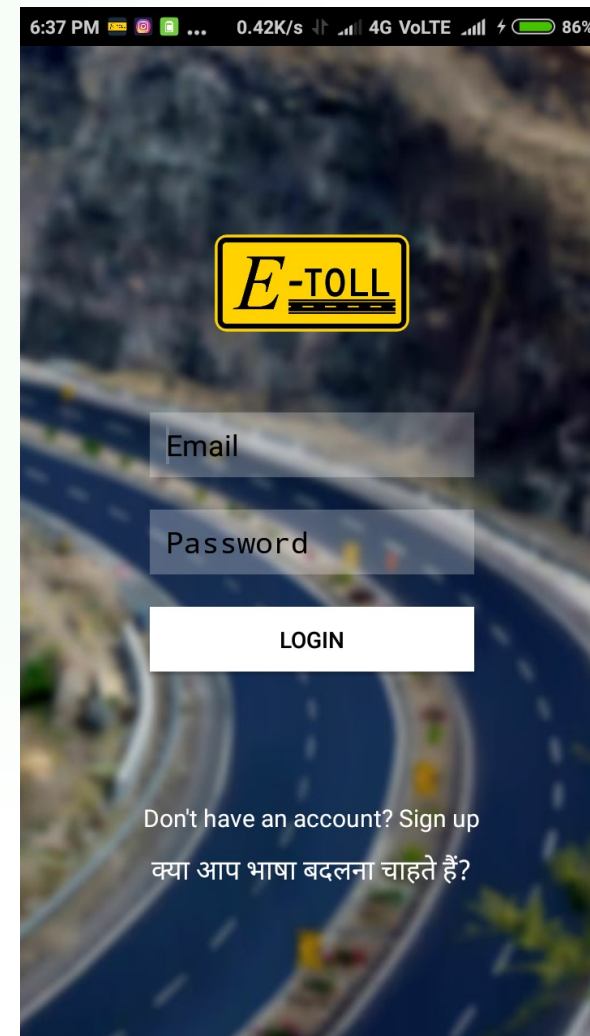 6:37 PM ... 0.42K/s 4G VoLTE 86%
E-TOLL
Email
Password
LOGIN
Don't have an account? Sign up
क्या आप भाषा बदलना चाहते हैं?